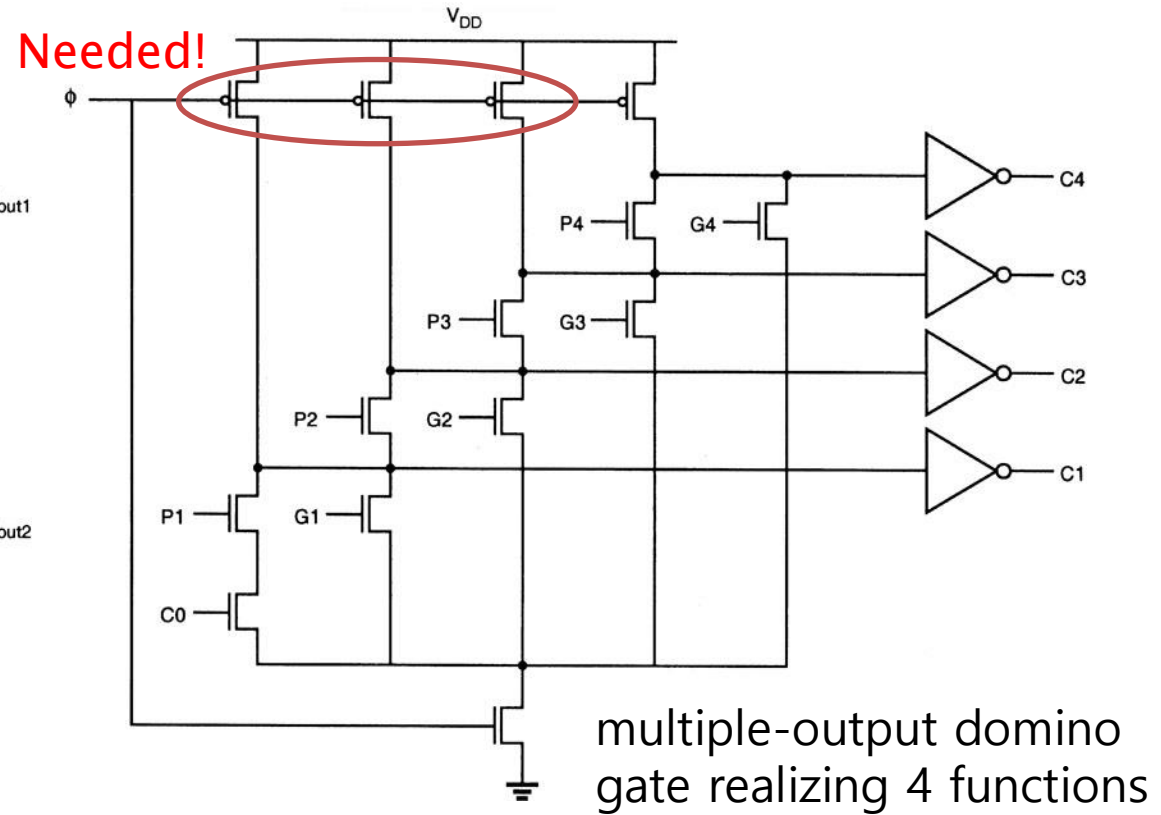 VDD
Needed!
ϕ
out1
C4
P4
G4
C3
P3
G3
C2
P2
G2
C1
P1
G1
out2
C0
multiple-output domino
gate realizing 4 functions